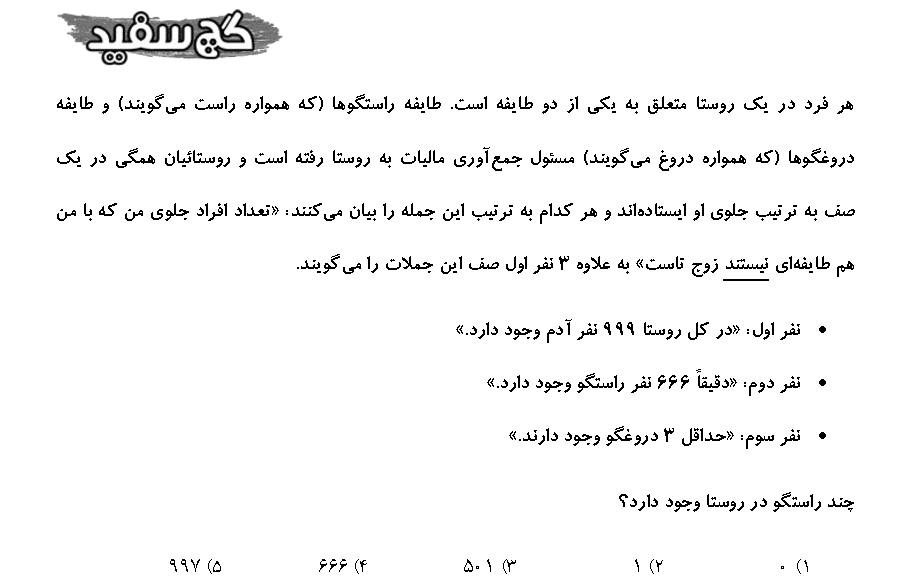 گچ سفید
هر فرد در یک روستا متعلق به یکی از دو طایفه است. طایفه راستگوها (که همواره راست می‌گویند) و طایفه
دروغگوها (که همواره دروغ می‌گویند) مسئول جمع‌آوری مالیات به روستا رفته است و روستائیان همگی در یک
صف به ترتیب جلوی او ایستاده‌اند و هر کدام به ترتیب این جمله را بیان می‌کنند: «تعداد افراد جلوی من که با من
هم طایفه‌ای نیستند زوج تاست» به علاوه ۳ نفر اول صف این جملات را می‌گویند.
• نفر اول: «در کل روستا ۹۹۹ نفر آدم وجود دارد.»
• نفر دوم: «دقیقاً ۶۶۶ نفر راستگو وجود دارد.»
• نفر سوم: «حداقل ۳ دروغگو وجود دارند.»
چند راستگو در روستا وجود دارد؟
۱) ۰ ۲) ۱ ۳) ۵۰۱ ۴) ۶۶۶ ۵) ۹۹۷